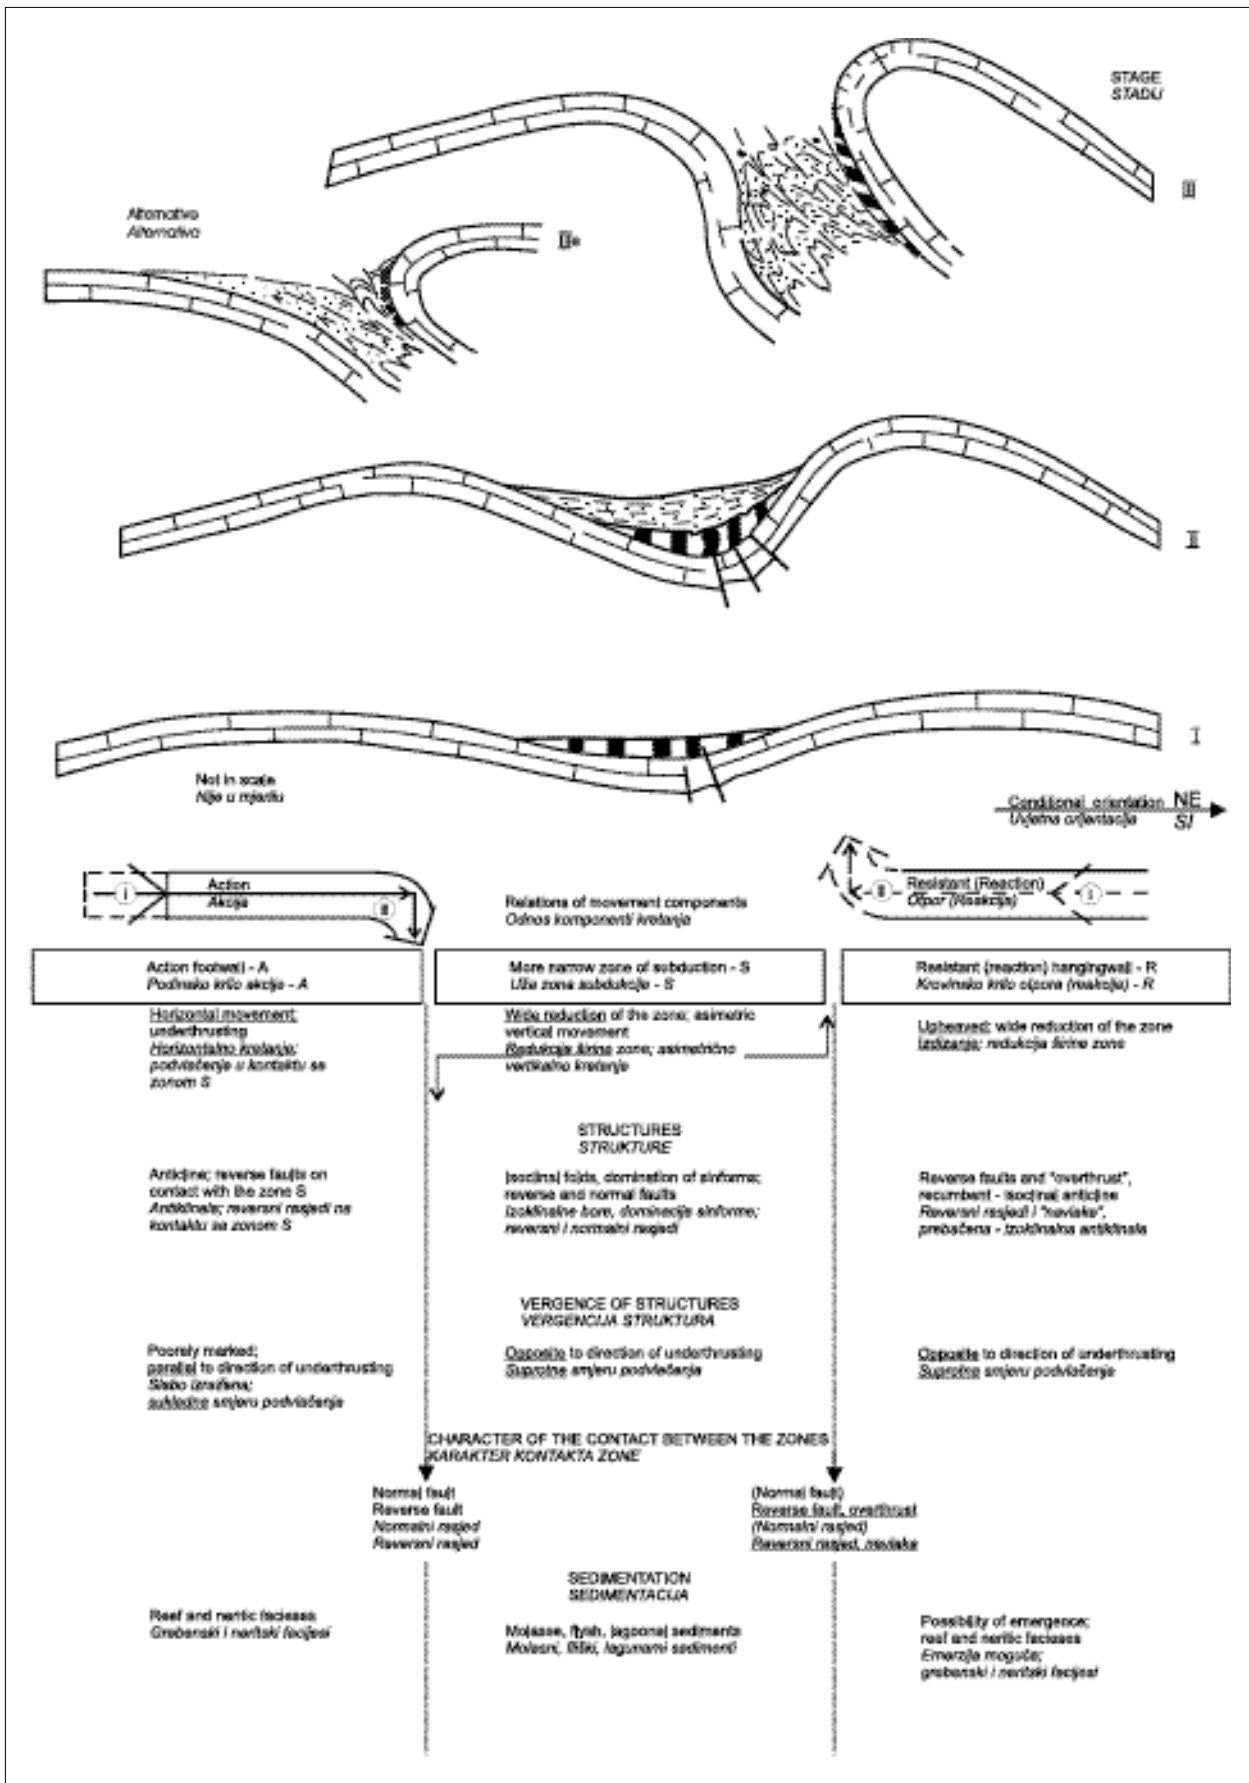 STAGE
STADIJ
III
Alternative
Alternativa
IIa
II
I
Not in scale
Nije u mjerilu
Conditional orientation NE
Uvjetna orijentacija SI
I
Action
Akcija
II
Relations of movement components
Odnos komponenti kretanja
II
Resistant (Reaction)
Otpor (Reakcija)
I
Action footwall - A
Podinsko krilo akcije - A
More narrow zone of subduction - S
Uža zona subdukcije - S
Resistant (reaction) hangingwall - R
Krovinsko krilo otpora (reakcija) - R
Horizontal movement;
underthrusting
Horizontalno kretanje;
podvlačenje u kontaktu sa
zonom S
Wide reduction of the zone; asimetric
vertical movement
Redukcija širine zone; asimetrično
vertikalno kretanje
Upheaved; wide reduction of the zone
Izdizanje; redukcija širine zone
STRUCTURES
STRUKTURE
Anticline; reverse faults on
contact with the zone S
Antiklinale; reversni rasjedi na
kontaktu sa zonom S
Isoclinal folds, domination of sinforms;
reverse and normal faults
Izoklinalne bore, dominacija sinforme;
reversni i normalni rasjedi
Reverse faults and "overthrust",
recumbent - isoclinal anticline
Reversni rasjedi i "navlaka",
prebačena - izoklinalna antiklinala
VERGENCE OF STRUCTURES
VERGENCIJA STRUKTURA
Poorely marked;
parallel to direction of underthrusting
Slabo izražena;
sukladne smjeru podvlačenja
Opposite to direction of underthrusting
Suprotne smjeru podvlačenja
Opposite to direction of underthrusting
Suprotna smjeru podvlačenja
CHARACTER OF THE CONTACT BETWEEN THE ZONES
KARAKTER KONTAKTA ZONE
Normal fault
Reverse fault
Normalni rasjed
Reversni rasjed
(Normal fault)
Reverse fault, overthrust
(Normalni rasjed)
Reversni rasjed, navlaka
SEDIMENTATION
SEDIMENTACIJA
Reef and neritic facieses
Grebenski i neritski facijesi
Molasse, flysh, lagoonal sediments
Molasni, fliški, lagunarni sedimenti
Possibility of emergence;
reef and neritic facieses
Emerzija moguća;
grebenski i neritski facijesi